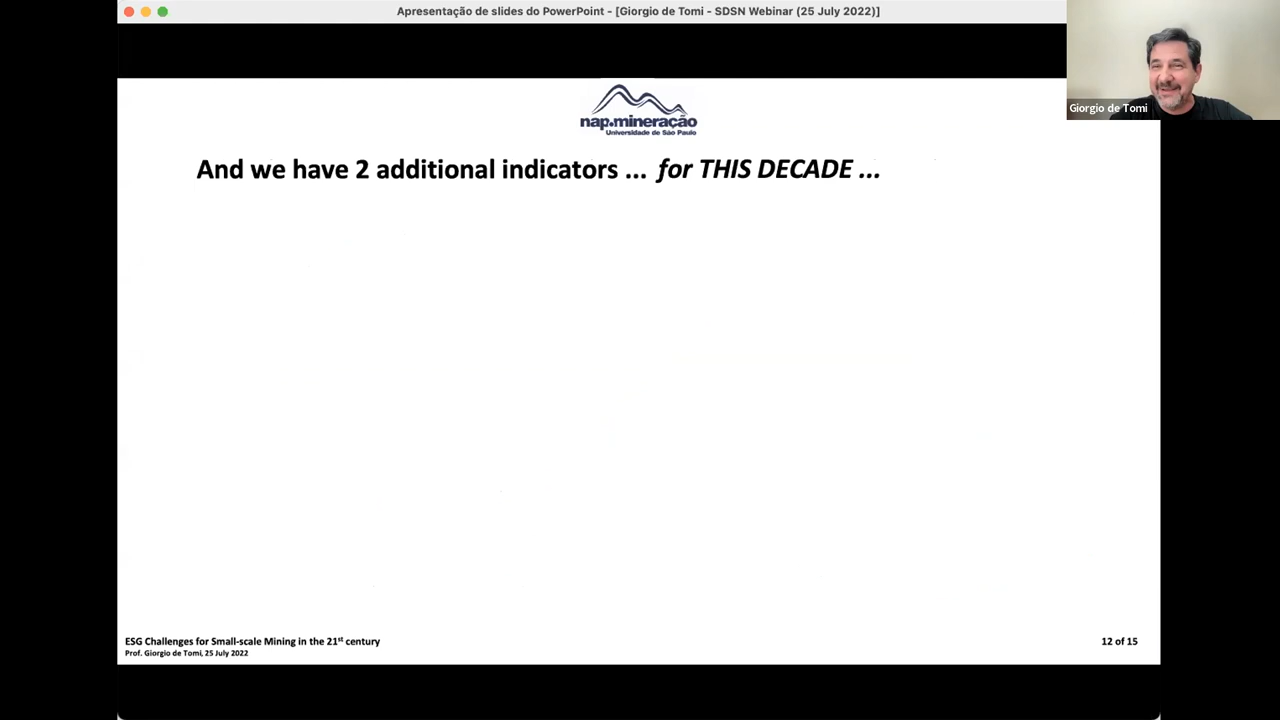 Apresentação de slides do PowerPoint - [Giorgio de Tomi - SDSN Webinar (25 July 2022)]
Giorgio de Tomi
nap.mineração
Universidade de São Paulo
And we have 2 additional indicators ... for THIS DECADE ...
ESG Challenges for Small-scale Mining in the 21st century
Prof. Giorgio de Tomi, 25 July 2022
12 of 15